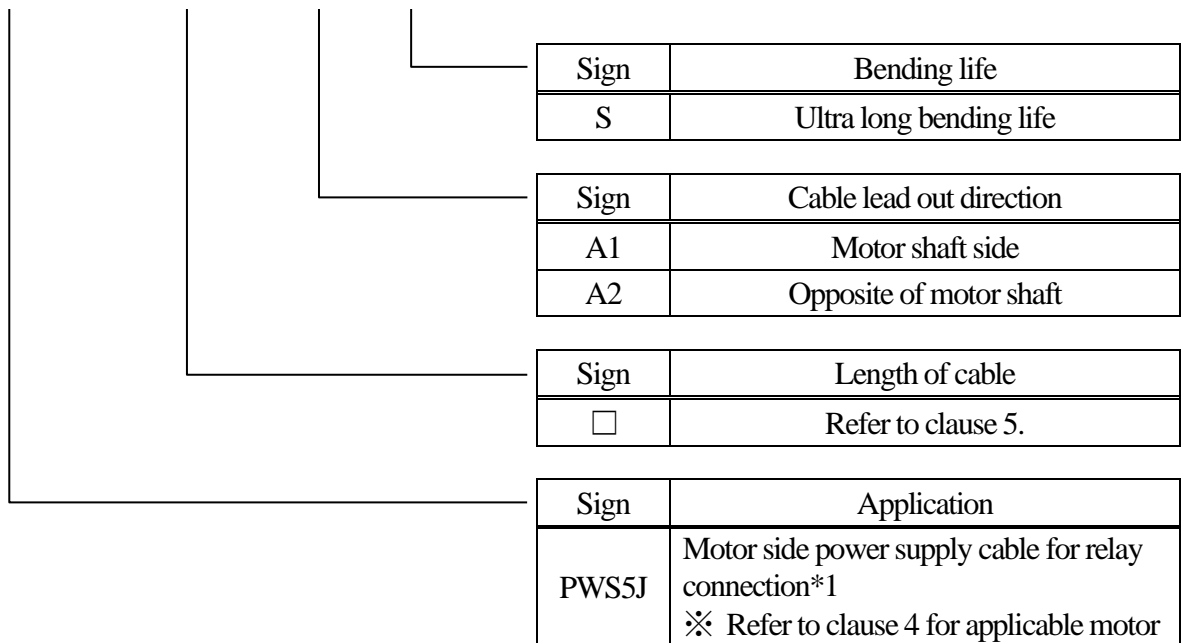 Sign Bending life
S Ultra long bending life
Sign Cable lead out direction
A1 Motor shaft side
A2 Opposite of motor shaft
Sign Length of cable
□ Refer to clause 5.
Sign Application
PWS5J Motor side power supply cable for relay
connection*1
※ Refer to clause 4 for applicable motor